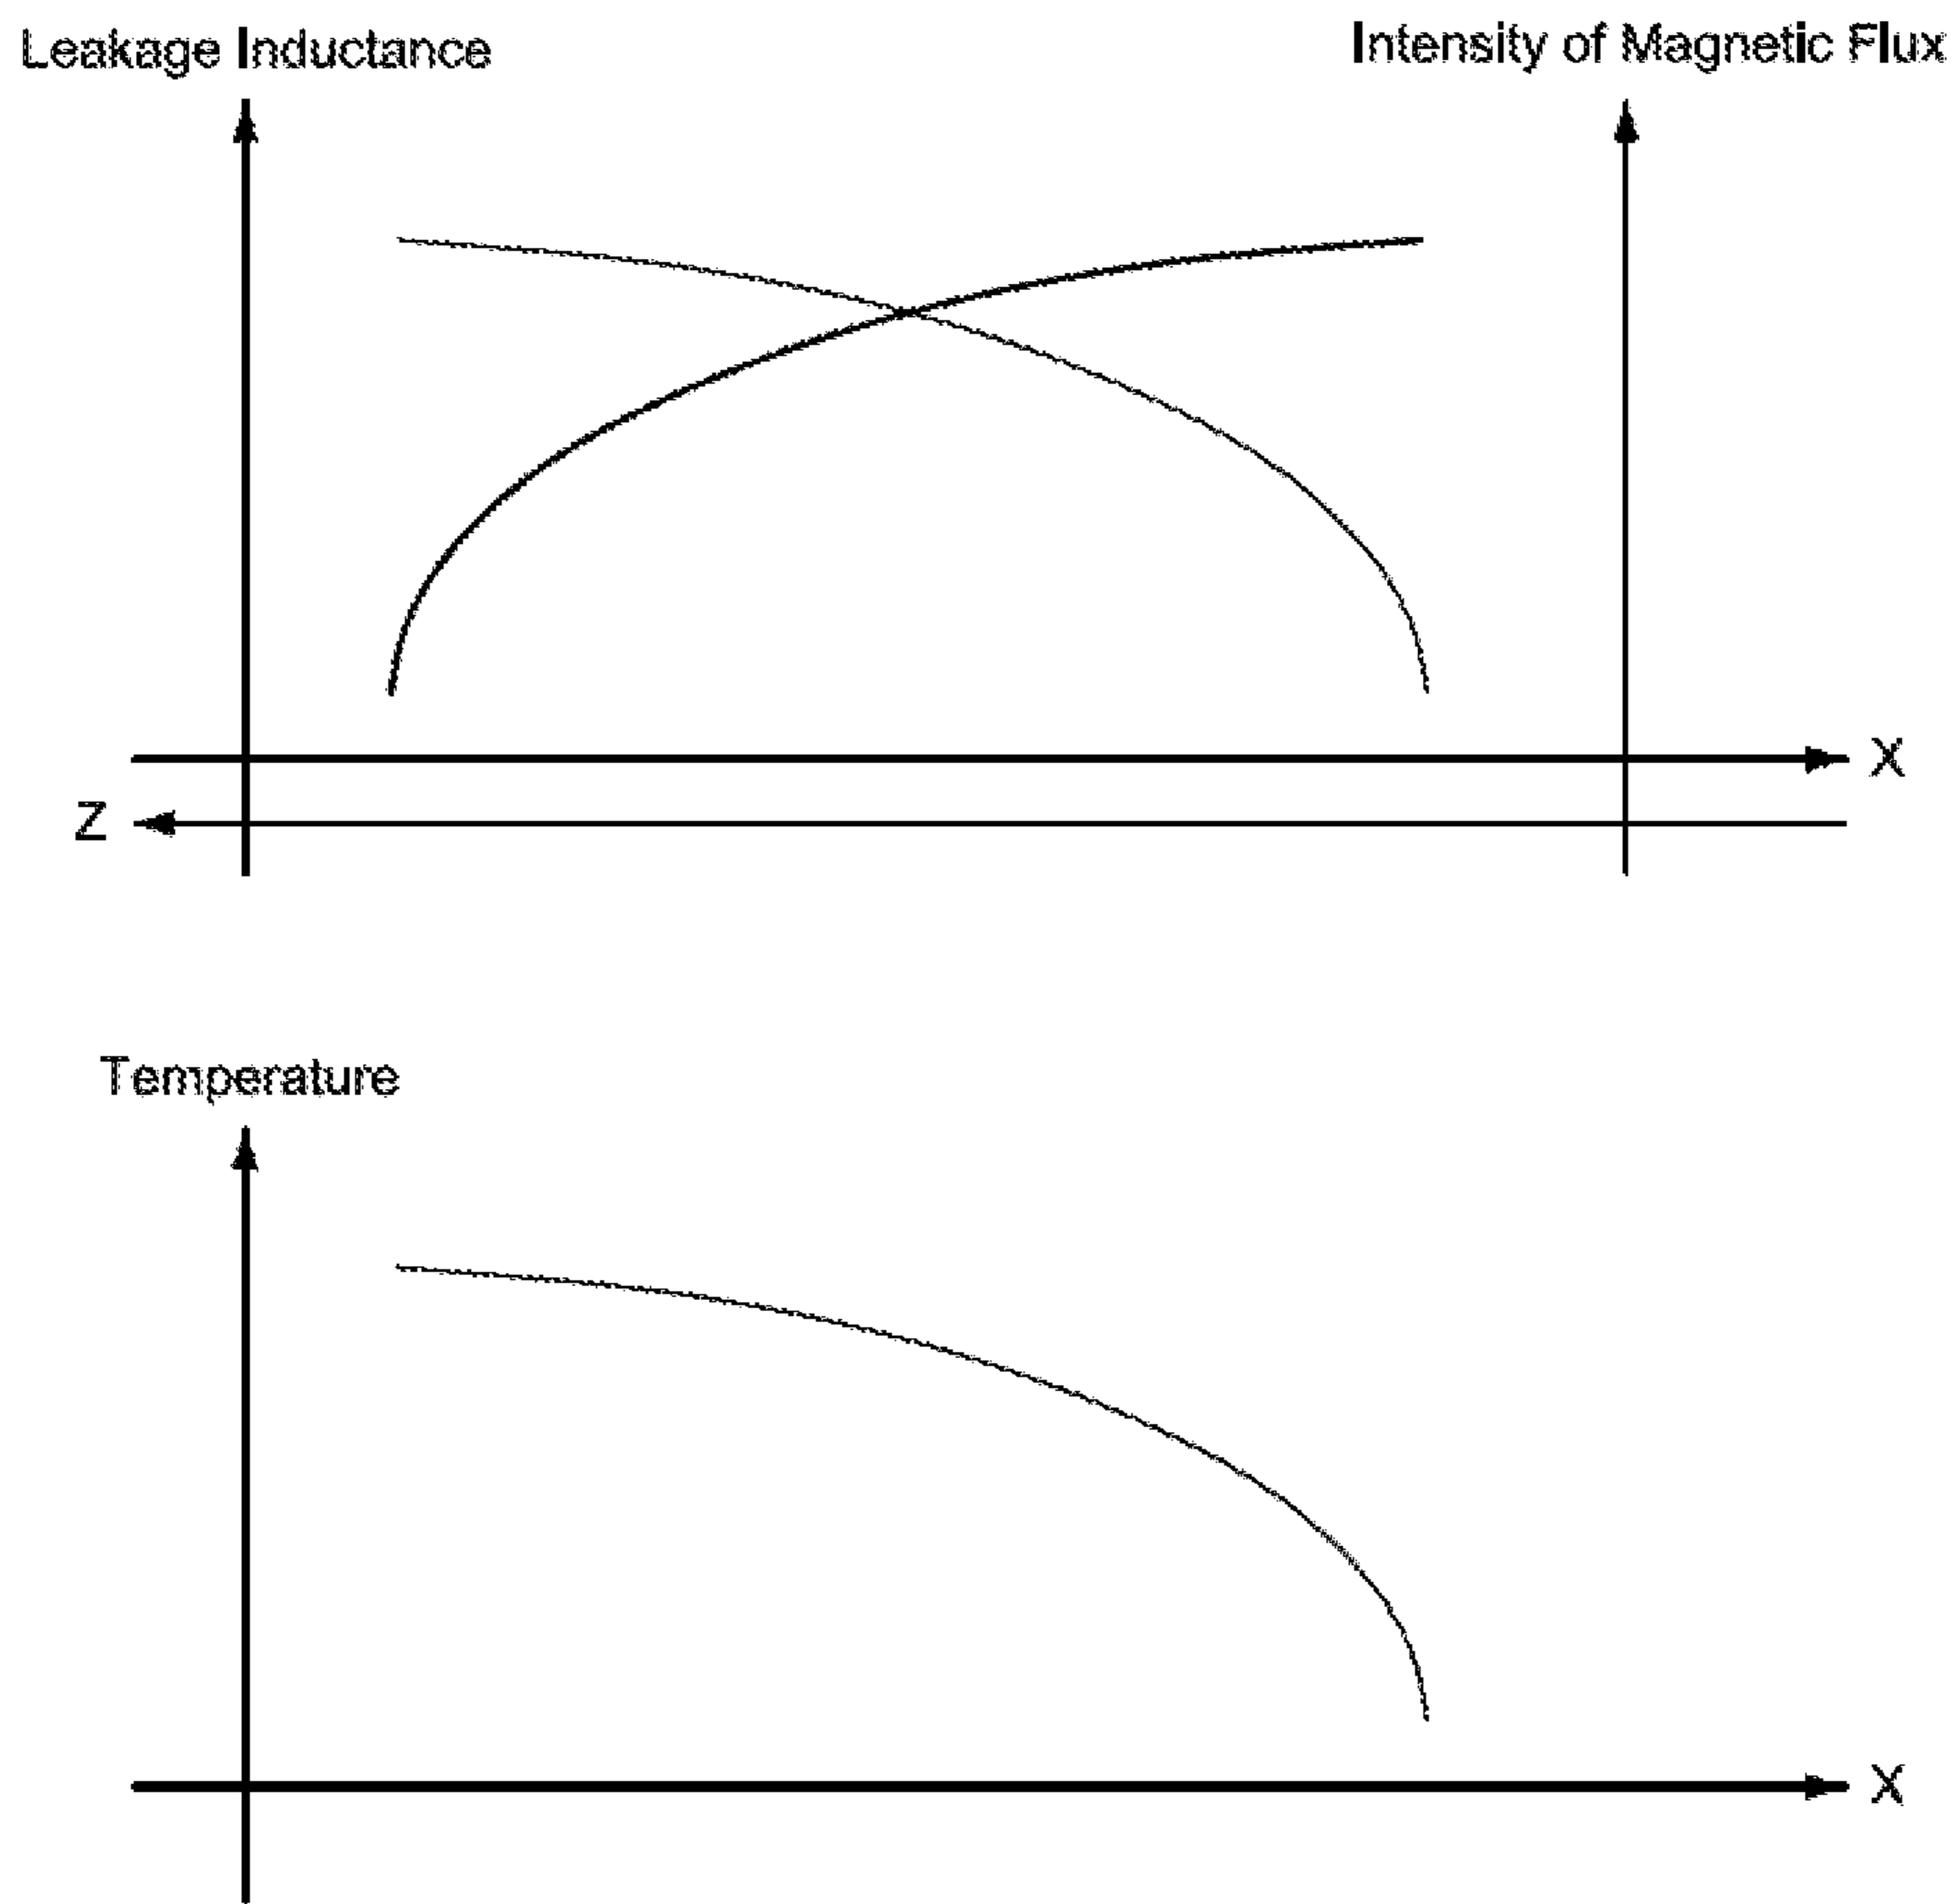 Leakage Inductance
Intensity of Magnetic Flux
X
Z
Temperature
X